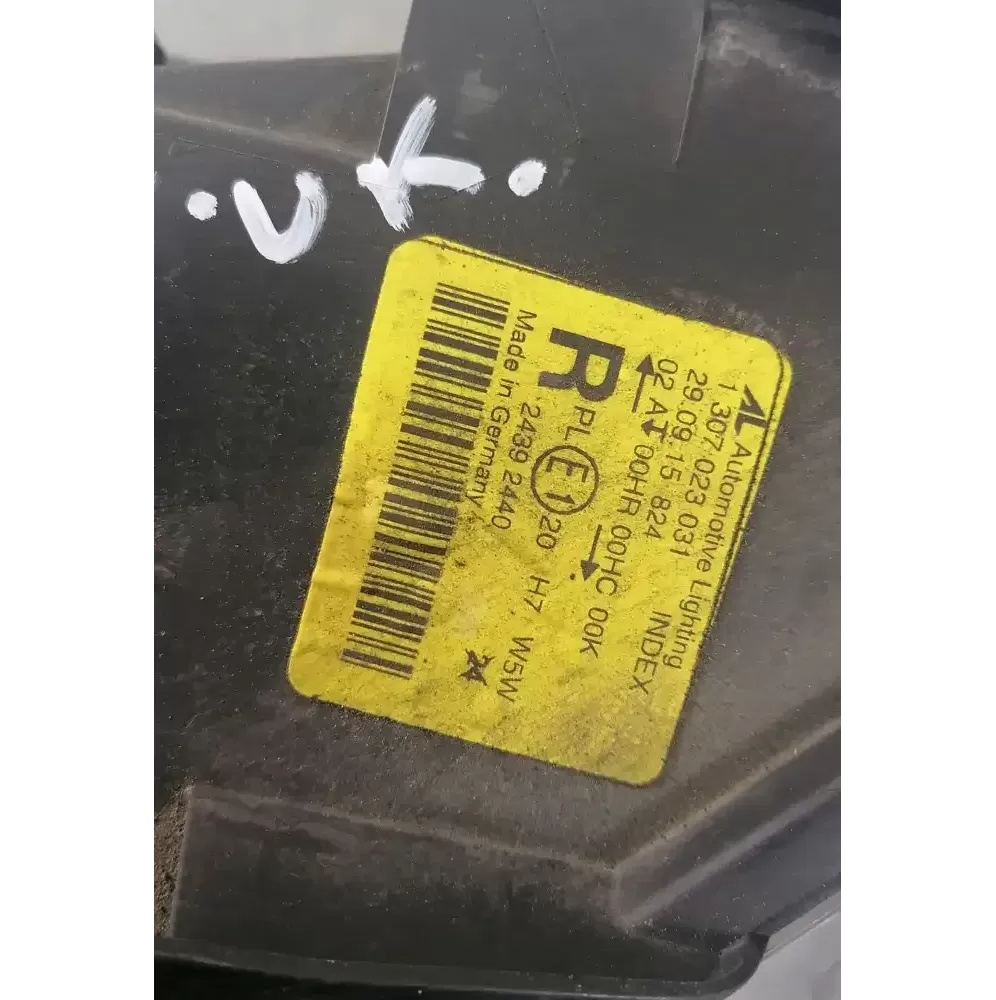 .UK.
AL Automotive Lighting
1 307 023 031 INDEX
29.09.15 824
02 A 00HR 00HC 00K
R PL E1 20 H7 W5W
2439 2440
Made in Germany